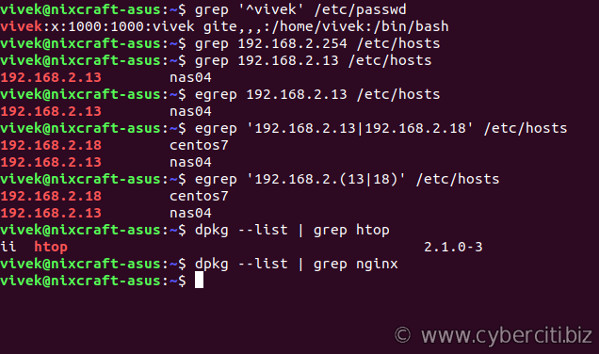 vivek@nixcraft-asus:~$ grep '^vivek' /etc/passwd
vivek:x:1000:1000:vivek gite,,,:/home/vivek:/bin/bash
vivek@nixcraft-asus:~$ grep 192.168.2.254 /etc/hosts
vivek@nixcraft-asus:~$ grep 192.168.2.13 /etc/hosts
192.168.2.13        nas04
vivek@nixcraft-asus:~$ egrep 192.168.2.13 /etc/hosts
192.168.2.13        nas04
vivek@nixcraft-asus:~$ egrep '192.168.2.13|192.168.2.18' /etc/hosts
192.168.2.18        centos7
192.168.2.13        nas04
vivek@nixcraft-asus:~$ egrep '192.168.2.(13|18)' /etc/hosts
192.168.2.18        centos7
192.168.2.13        nas04
vivek@nixcraft-asus:~$ dpkg --list | grep htop
ii  htop                                          2.1.0-3
vivek@nixcraft-asus:~$ dpkg --list | grep nginx
vivek@nixcraft-asus:~$
© www.cyberciti.biz